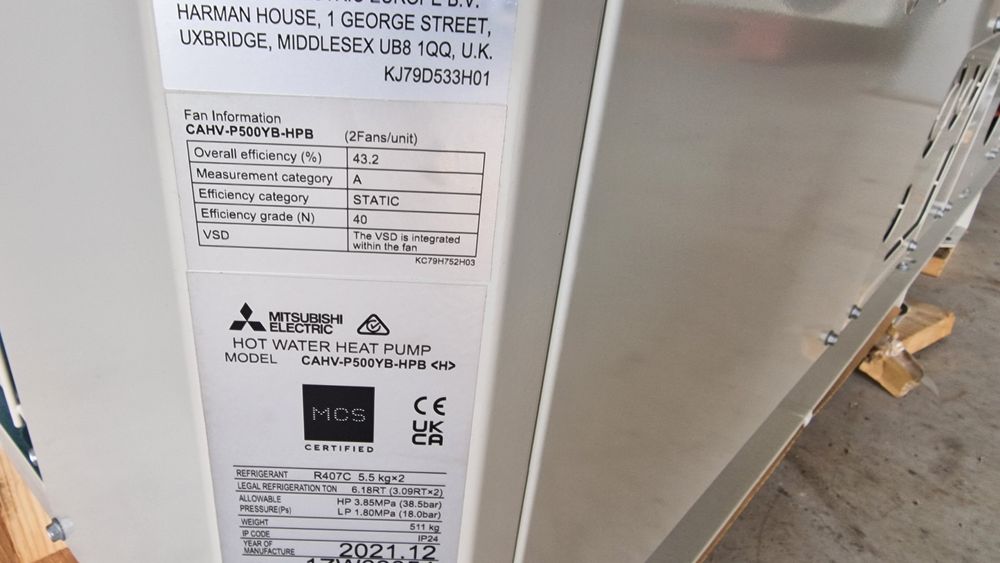 EUROPE B.V.
HARMAN HOUSE, 1 GEORGE STREET,
UXBRIDGE, MIDDLESEX UB8 1QQ, U.K.
KJ79D533H01
Fan Information
CAHV-P500YB-HPB (2Fans/unit)
Overall efficiency (%) 43.2
Measurement category A
Efficiency category STATIC
Efficiency grade (N) 40
VSD The VSD is integrated
within the fan
KC79H752H03
MITSUBISHI
ELECTRIC
HOT WATER HEAT PUMP
MODEL CAHV-P500YB-HPB <H>
MCS
CE
UK
CA
CERTIFIED
REFRIGERANT R407C 5.5 kg×2
LEGAL REFRIGERATION TON 6.18RT (3.09RT×2)
ALLOWABLE HP 3.85MPa (38.5bar)
PRESSURE(Ps) LP 1.80MPa (18.0bar)
WEIGHT 511 kg
IP CODE IP24
YEAR OF
MANUFACTURE 2021.12